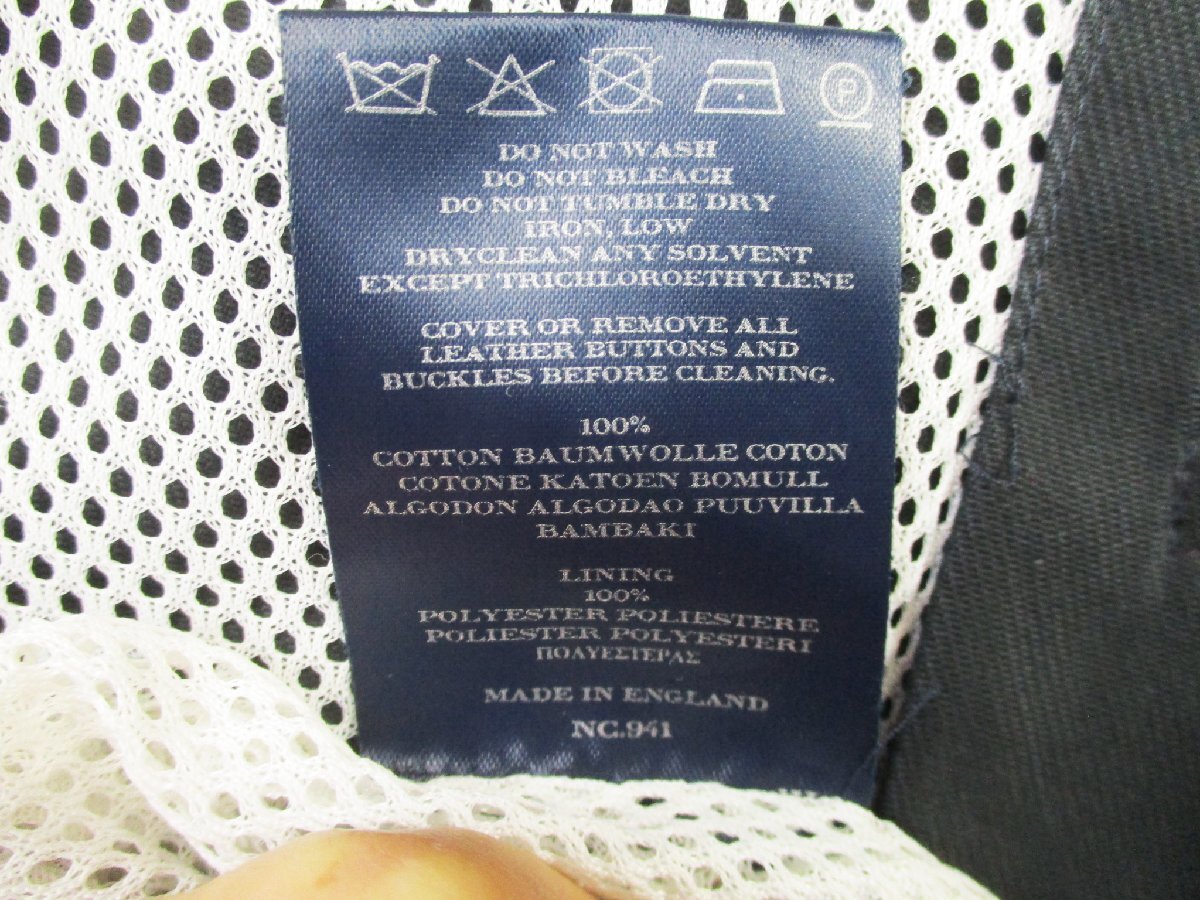 P
DO NOT WASH
DO NOT BLEACH
DO NOT TUMBLE DRY
IRON, LOW
DRYCLEAN ANY SOLVENT
EXCEPT TRICHLOROETHYLENE
COVER OR REMOVE ALL
LEATHER BUTTONS AND
BUCKLES BEFORE CLEANING.
100%
COTTON BAUMWOLLE COTON
COTONE KATOEN BOMULL
ALGODON ALGODAO PUUVILLA
BAMBAKI
LINING
100%
POLYESTER POLIESTERE
POLIESTER POLYESTERI
ΠΟΛΥΕΣΤΕΡΑΣ
MADE IN ENGLAND
NC.941